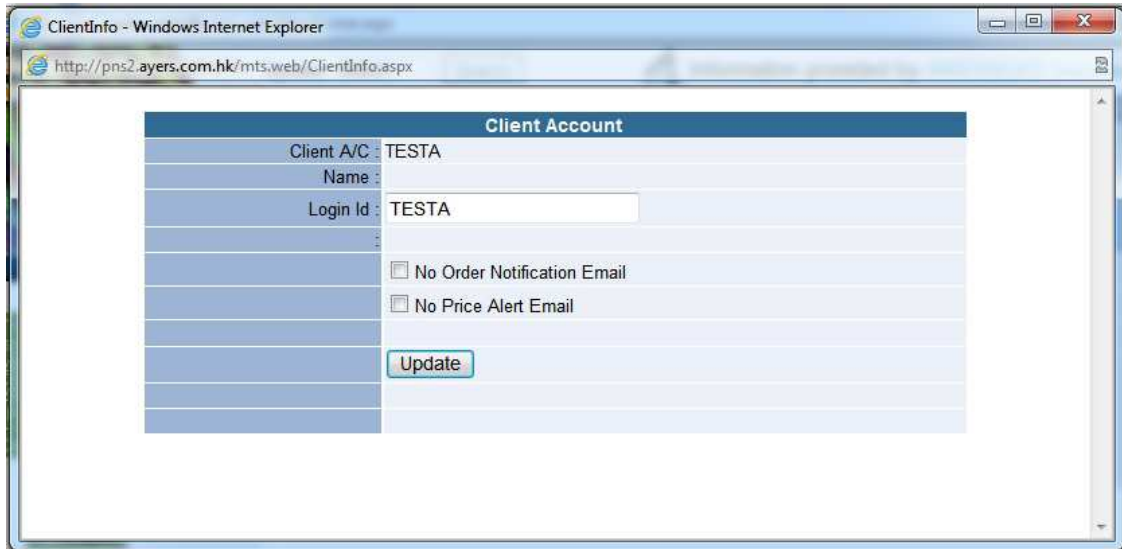 ClientInfo - Windows Internet Explorer
http://pns2.ayers.com.hk/mts.web/ClientInfo.aspx
Client Account
Client A/C : TESTA
Name :
Login Id : TESTA
:
No Order Notification Email
No Price Alert Email
Update